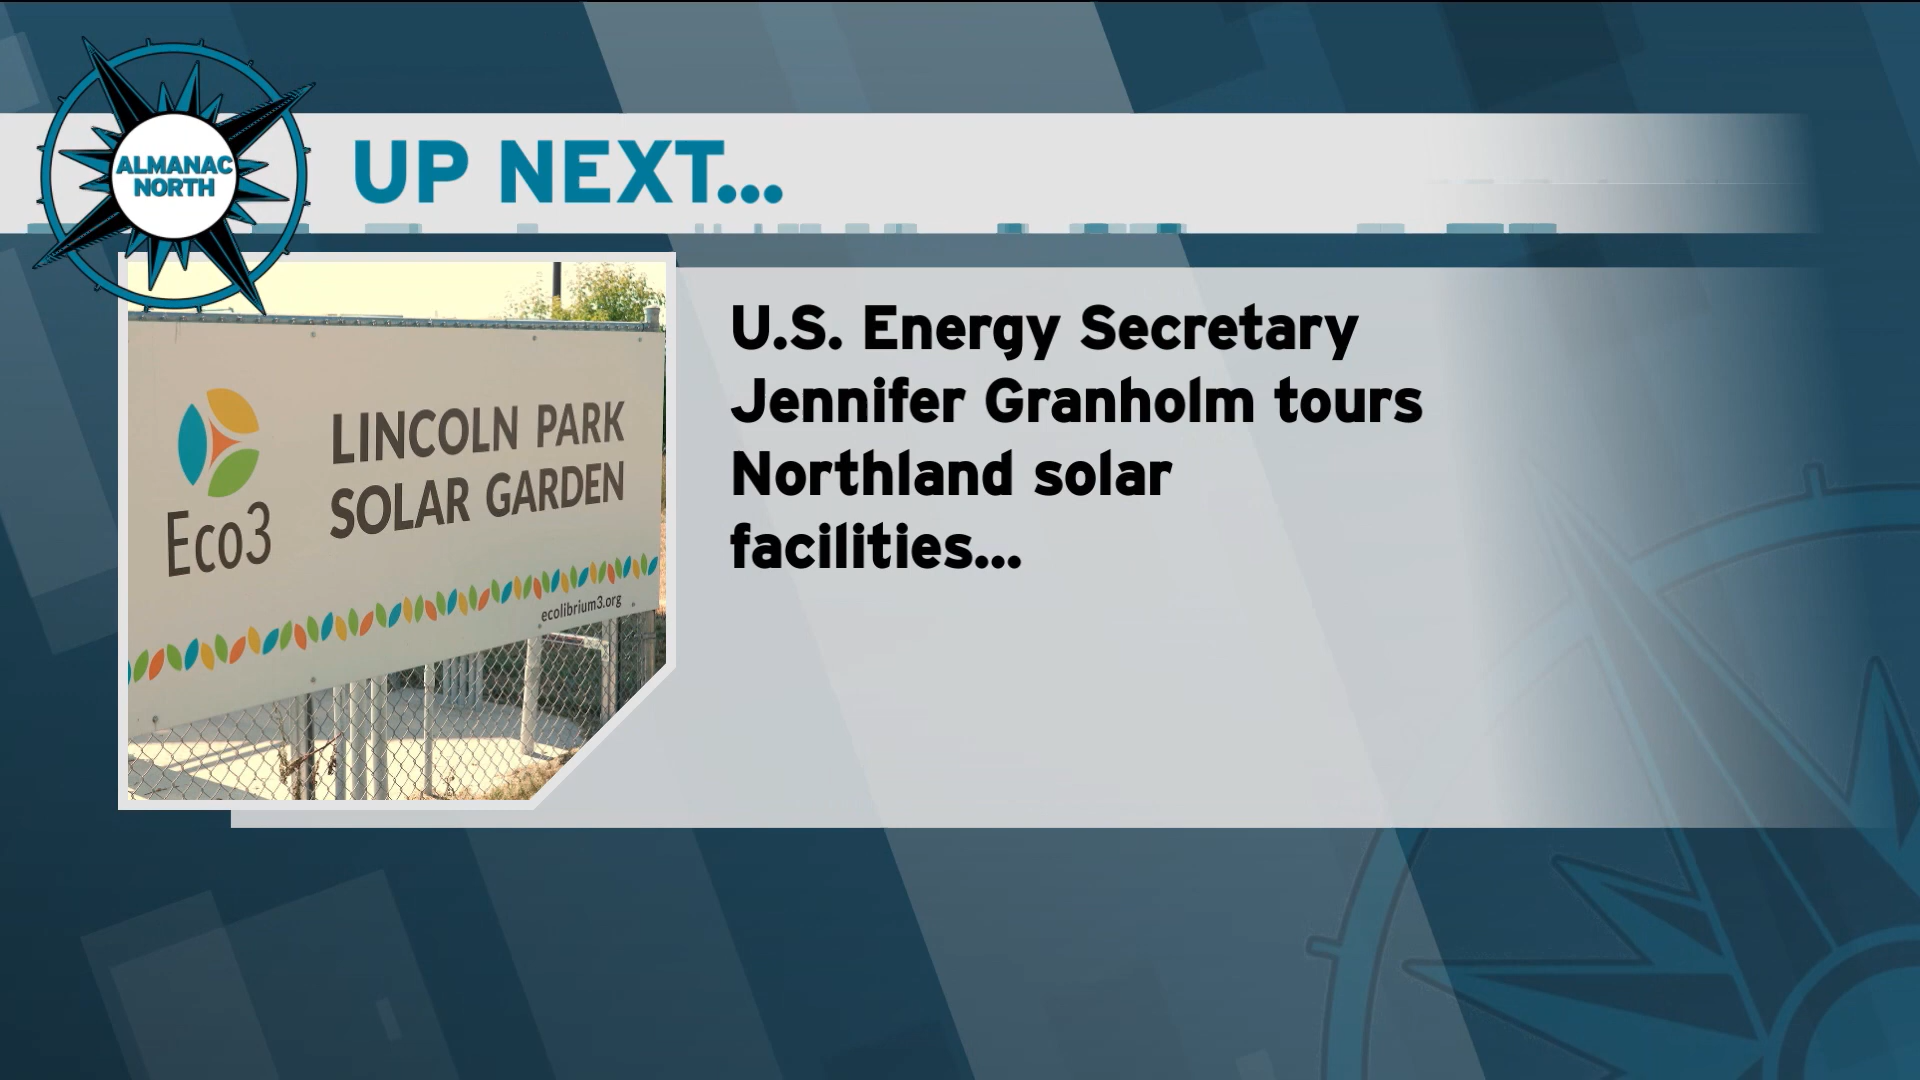 ALMANAC
NORTH
UP NEXT...
U.S. Energy Secretary
Jennifer Granholm tours
Northland solar
facilities...
Eco3
LINCOLN PARK
SOLAR GARDEN
ecolibrium3.org